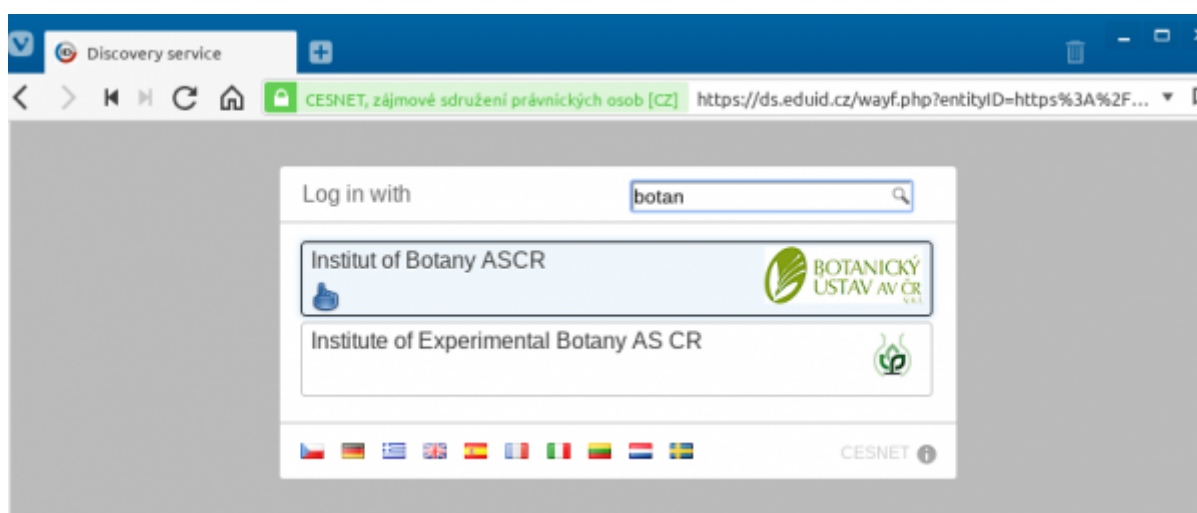 Discovery service
CESNET, zájmové sdružení právnických osob [CZ] https://ds.eduid.cz/wayf.php?entityID=https%3A%2F...
Log in with
botan
Institut of Botany ASCR
BOTANICKÝ
ÚSTAV AV ČR
Institute of Experimental Botany AS CR
CESNET